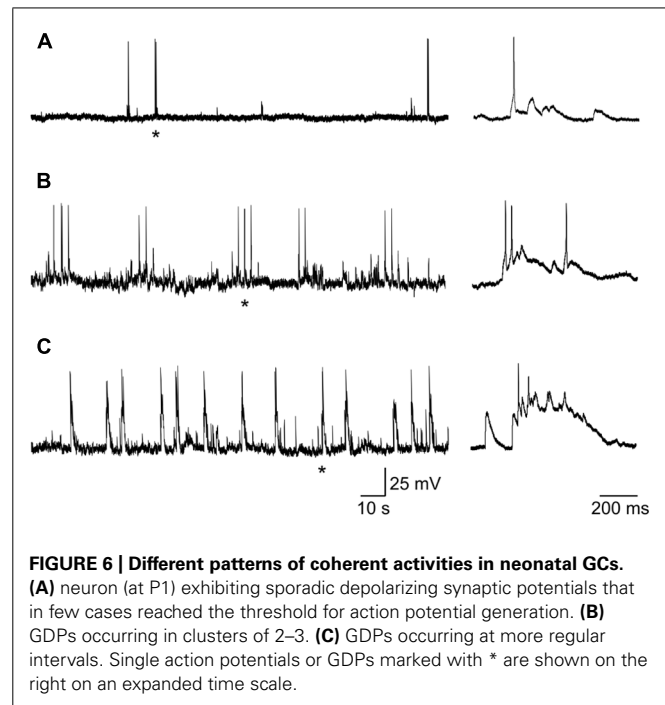 A
*
B
*
C
*
25 mV
10 s
200 ms
FIGURE 6 | Different patterns of coherent activities in neonatal GCs.
(A) neuron (at P1) exhibiting sporadic depolarizing synaptic potentials that
in few cases reached the threshold for action potential generation. (B)
GDPs occurring in clusters of 2–3. (C) GDPs occurring at more regular
intervals. Single action potentials or GDPs marked with * are shown on the
right on an expanded time scale.